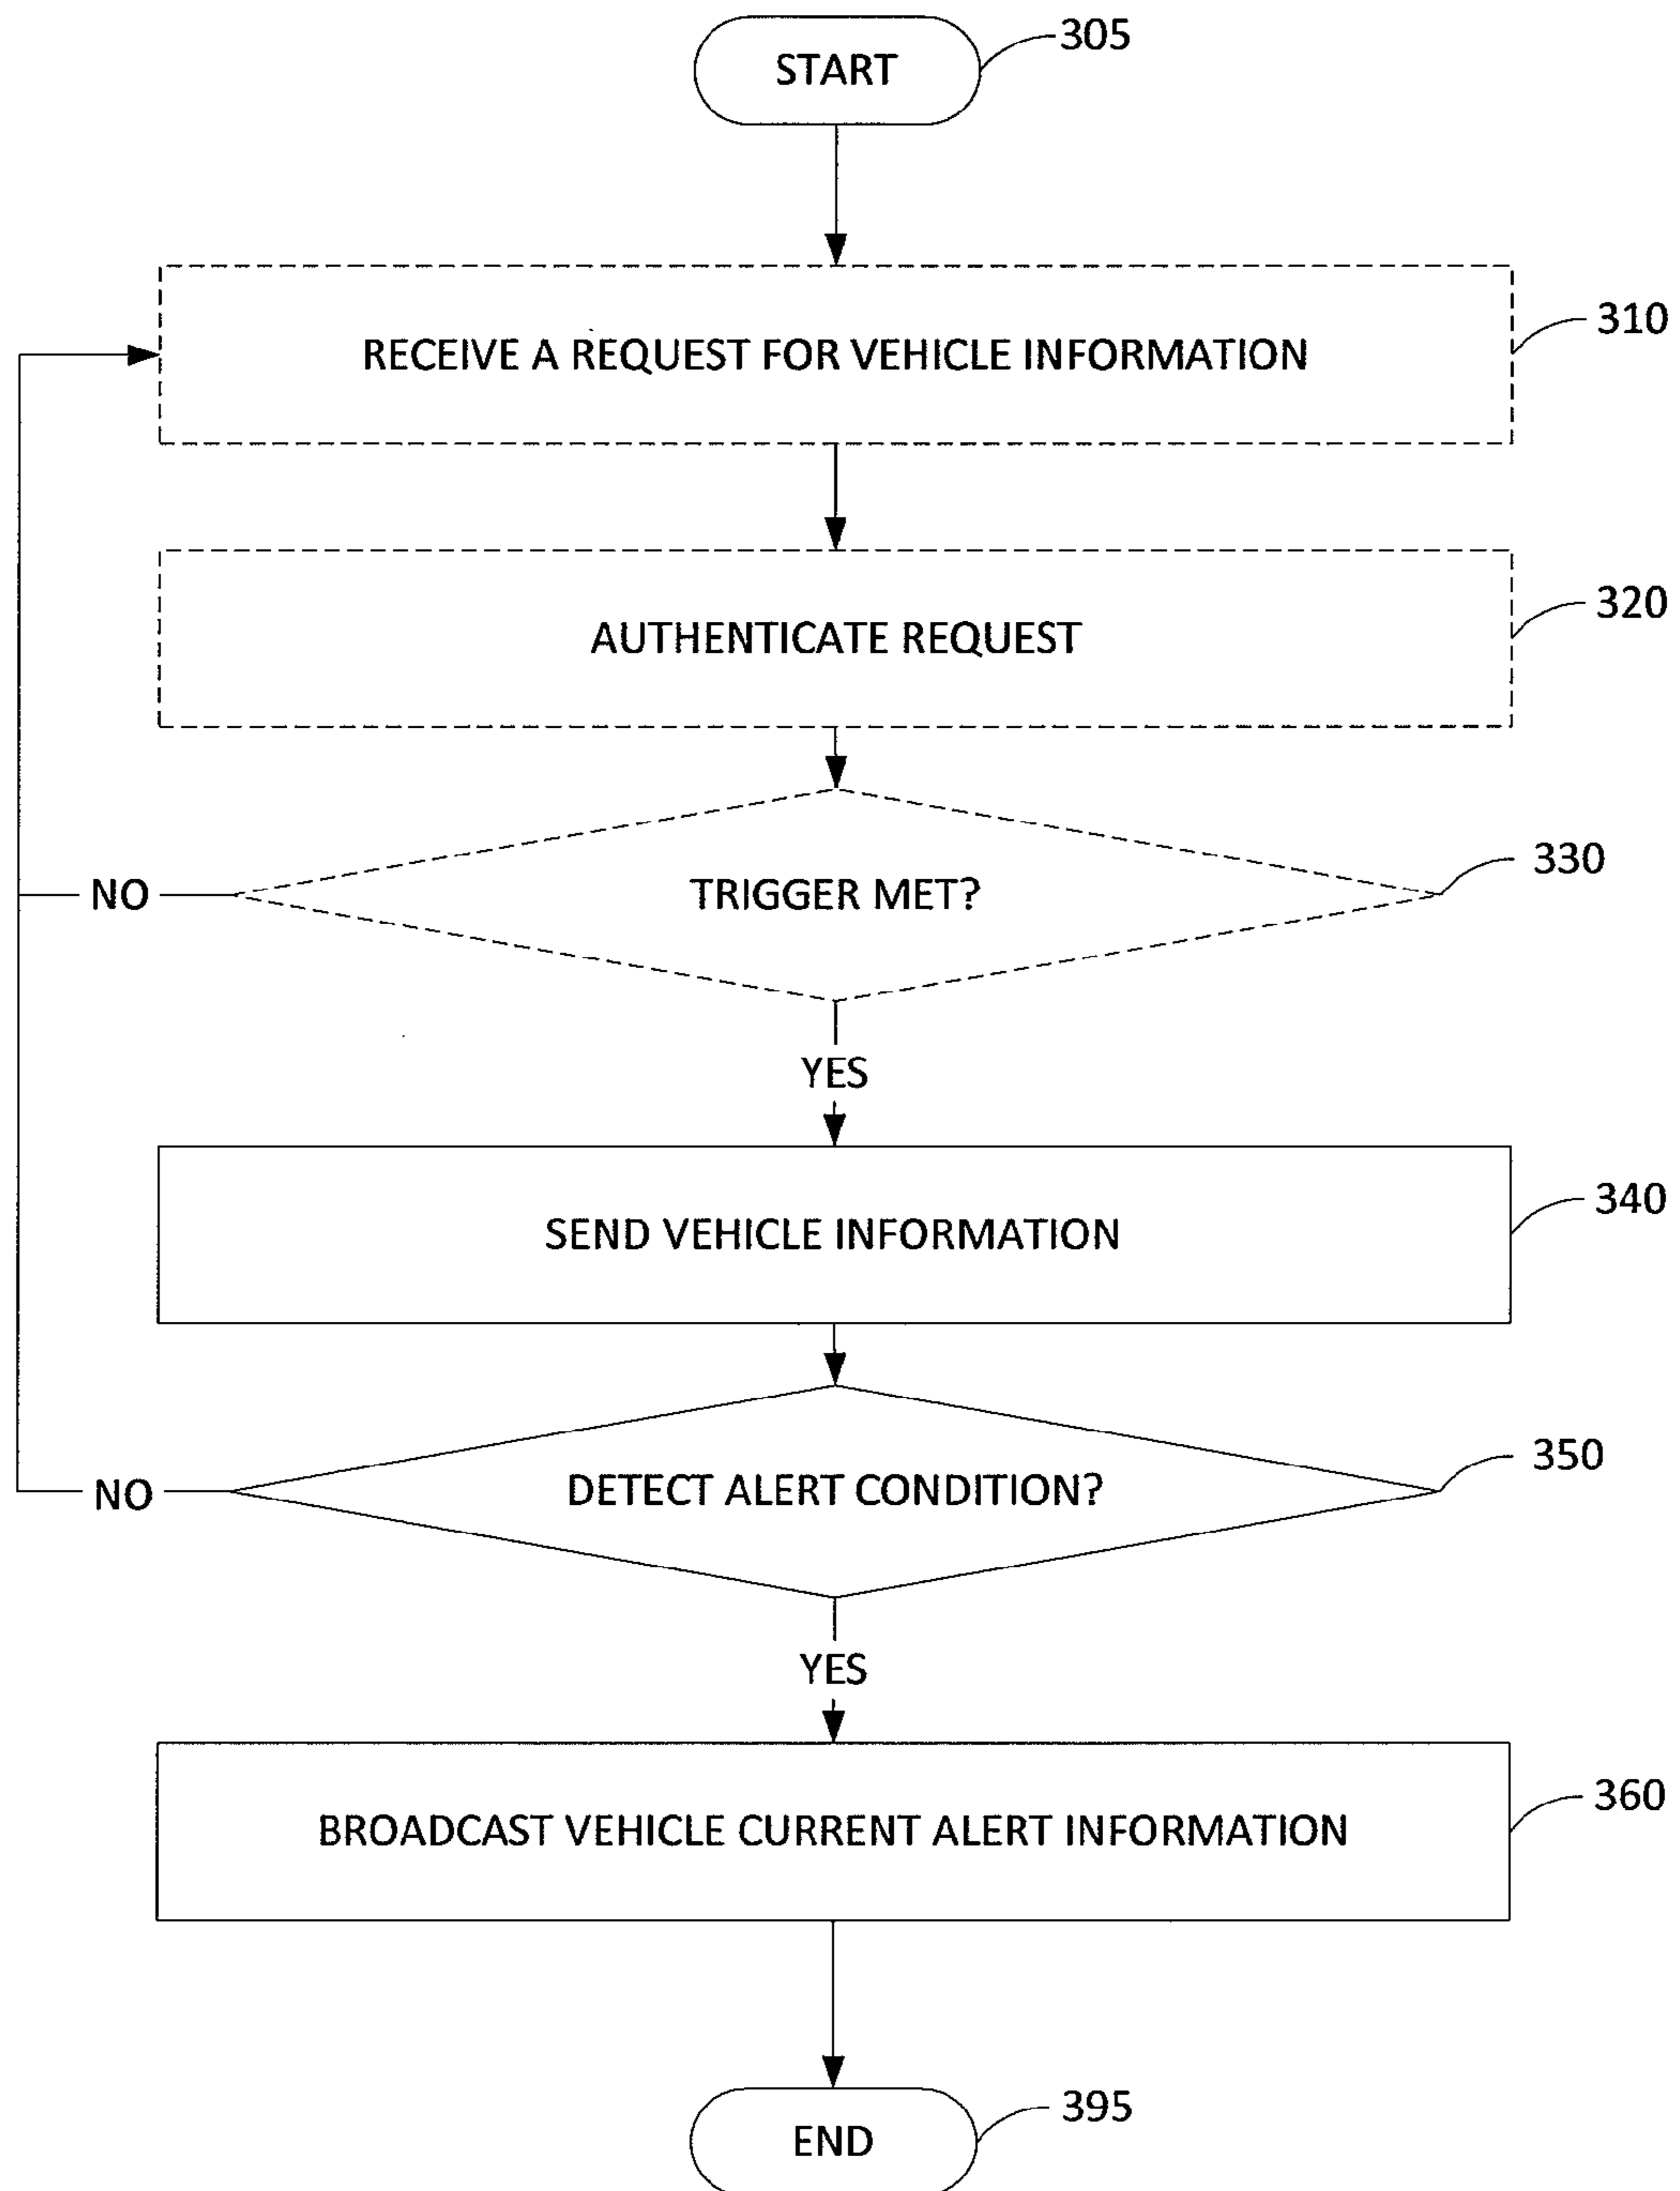 START
305
RECEIVE A REQUEST FOR VEHICLE INFORMATION
310
AUTHENTICATE REQUEST
320
TRIGGER MET?
330
NO
YES
SEND VEHICLE INFORMATION
340
DETECT ALERT CONDITION?
350
NO
YES
BROADCAST VEHICLE CURRENT ALERT INFORMATION
360
END
395